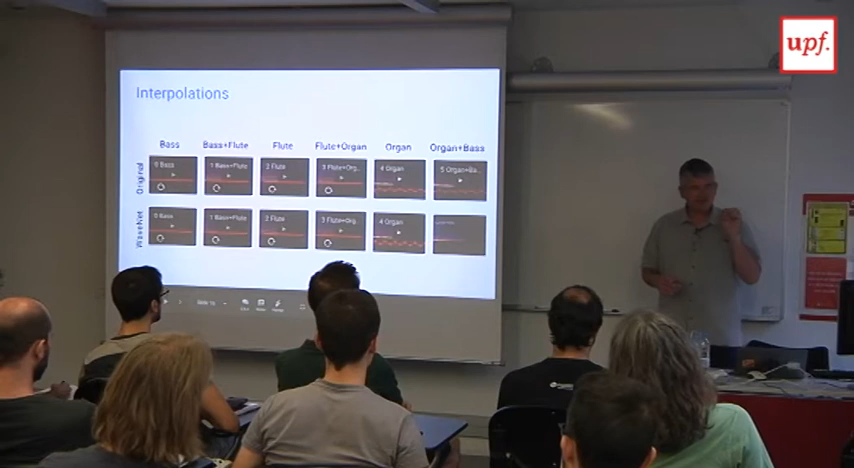 upf.
Interpolations
Bass Bass+Flute Flute Flute+Organ Organ Organ+Bass
Original
0 Bass 1 Bass+Flute 2 Flute 3 Flute+Org... 4 Organ 5 Organ+Ba...
WaveNet
0 Bass 1 Bass+Flute 2 Flute 3 Flute+Org... 4 Organ